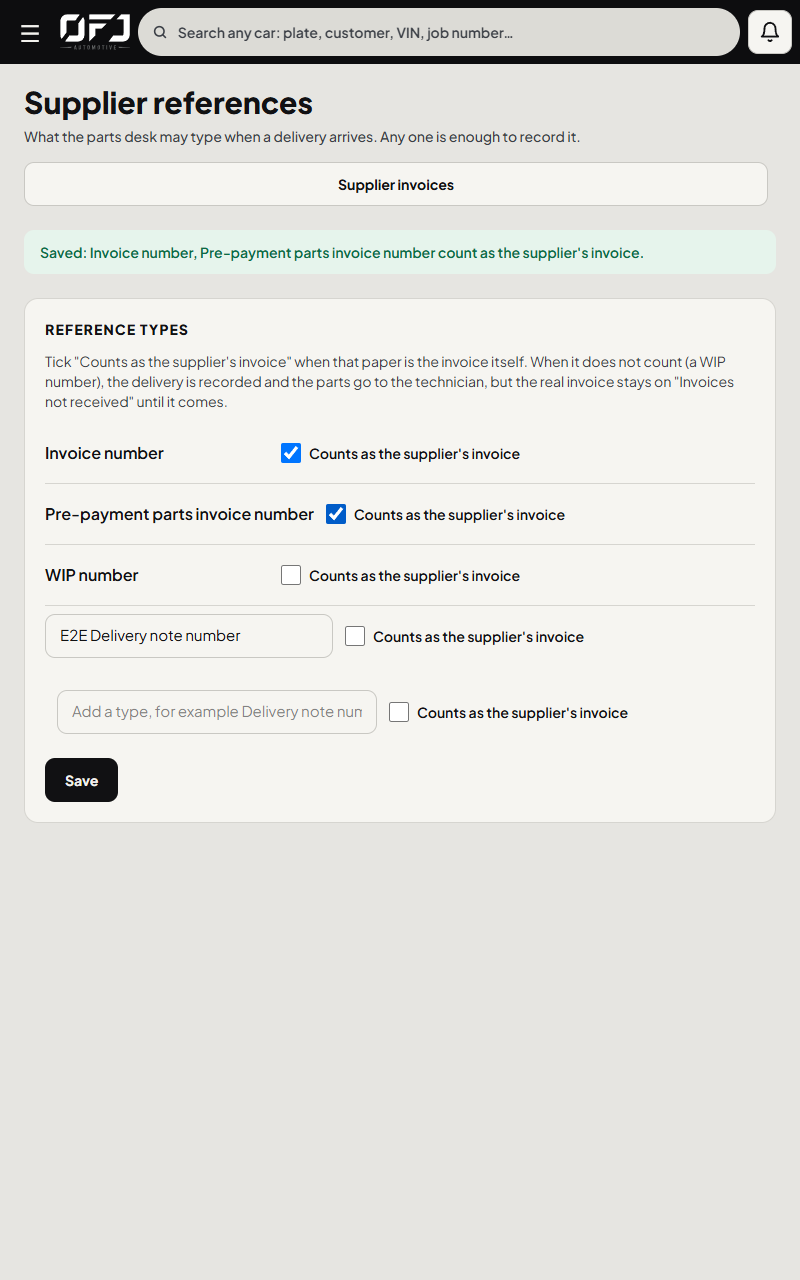 OFJ
AUTOMOTIVE
Search any car: plate, customer, VIN, job number…
Supplier references
What the parts desk may type when a delivery arrives. Any one is enough to record it.
Supplier invoices
Saved: Invoice number, Pre-payment parts invoice number count as the supplier's invoice.
REFERENCE TYPES
Tick "Counts as the supplier's invoice" when that paper is the invoice itself. When it does not count (a WIP
number), the delivery is recorded and the parts go to the technician, but the real invoice stays on "Invoices
not received" until it comes.
Invoice number Counts as the supplier's invoice
Pre-payment parts invoice number Counts as the supplier's invoice
WIP number Counts as the supplier's invoice
E2E Delivery note number Counts as the supplier's invoice
Add a type, for example Delivery note num Counts as the supplier's invoice
Save